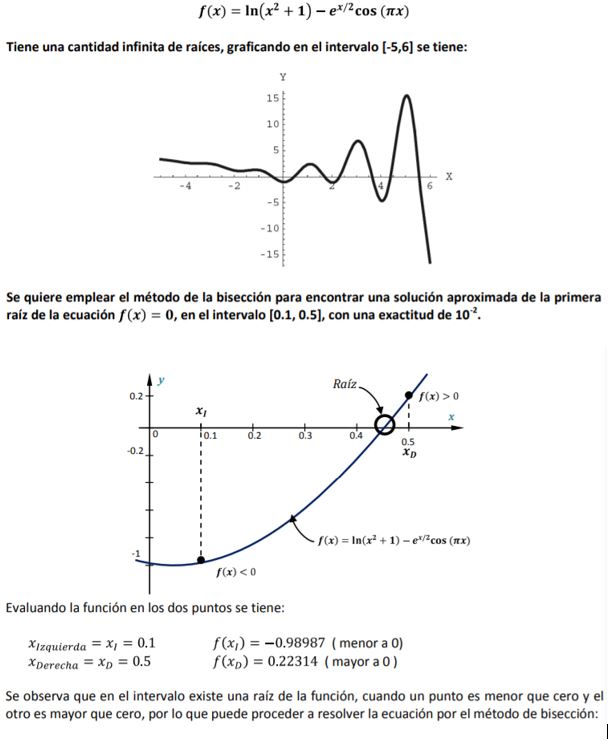 f(x) = ln(x² + 1) − e^{x/2} cos (πx)
Tiene una cantidad infinita de raíces, graficando en el intervalo [-5,6] se tiene:
Y
15
10
5
X
-4 -2 2 4 6
-5
-10
-15
Se quiere emplear el método de la bisección para encontrar una solución aproximada de la primera
raíz de la ecuación f(x) = 0, en el intervalo [0.1, 0.5], con una exactitud de 10⁻².
y
Raíz
0.2
f(x) > 0
x_I
x
0 0.1 0.2 0.3 0.4 0.5
x_D
-0.2
f(x) = ln(x² + 1) − e^{x/2} cos (πx)
-1
f(x) < 0
Evaluando la función en los dos puntos se tiene:
x_{Izquierda} = x_I = 0.1 f(x_I) = −0.98987 ( menor a 0)
x_{Derecha} = x_D = 0.5 f(x_D) = 0.22314 ( mayor a 0 )
Se observa que en el intervalo existe una raíz de la función, cuando un punto es menor que cero y el
otro es mayor que cero, por lo que puede proceder a resolver la ecuación por el método de bisección: